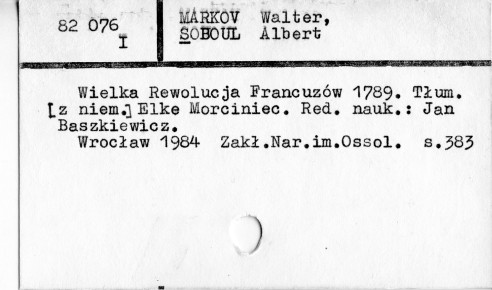 82 076
I
MARKOV Walter,
SOBOUL Albert
Wielka Rewolucja Francuzów 1789. Tłum.
[z niem.] Elke Morciniec. Red. nauk.: Jan
Baszkiewicz.
Wrocław 1984 Zakł.Nar.im.Ossol. s.383